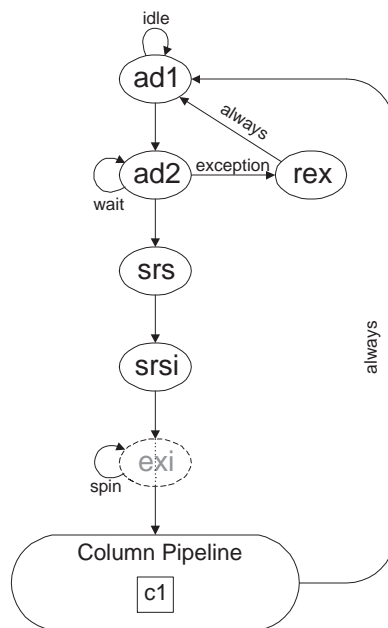 idle
ad1
always
ad2
exception
rex
wait
srs
srsi
always
exi
spin
Column Pipeline
c1